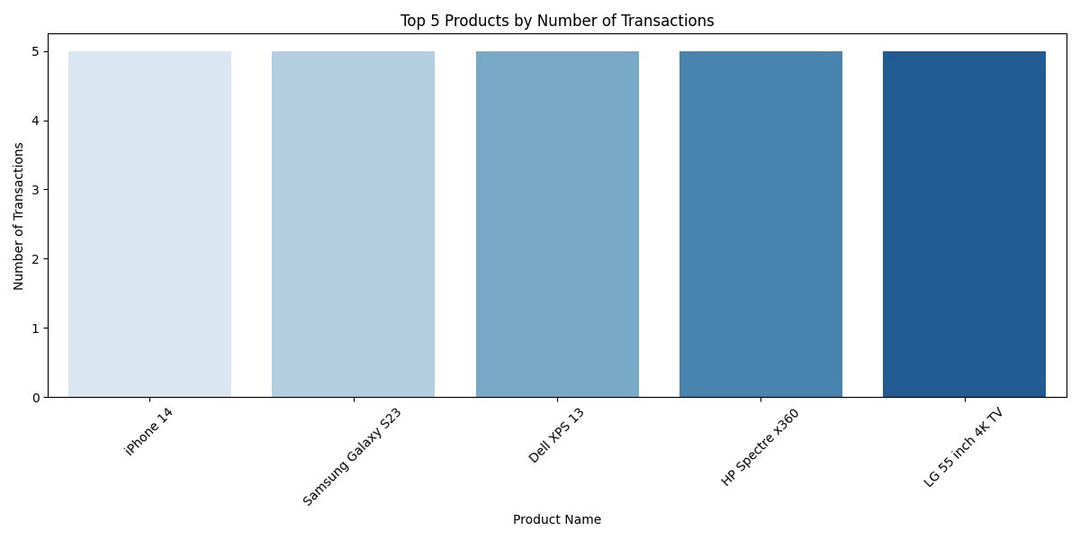 Top 5 Products by Number of Transactions
Number of Transactions
5
4
3
2
1
0
iPhone 14
Samsung Galaxy S23
Dell XPS 13
HP Spectre x360
LG 55 inch 4K TV
Product Name